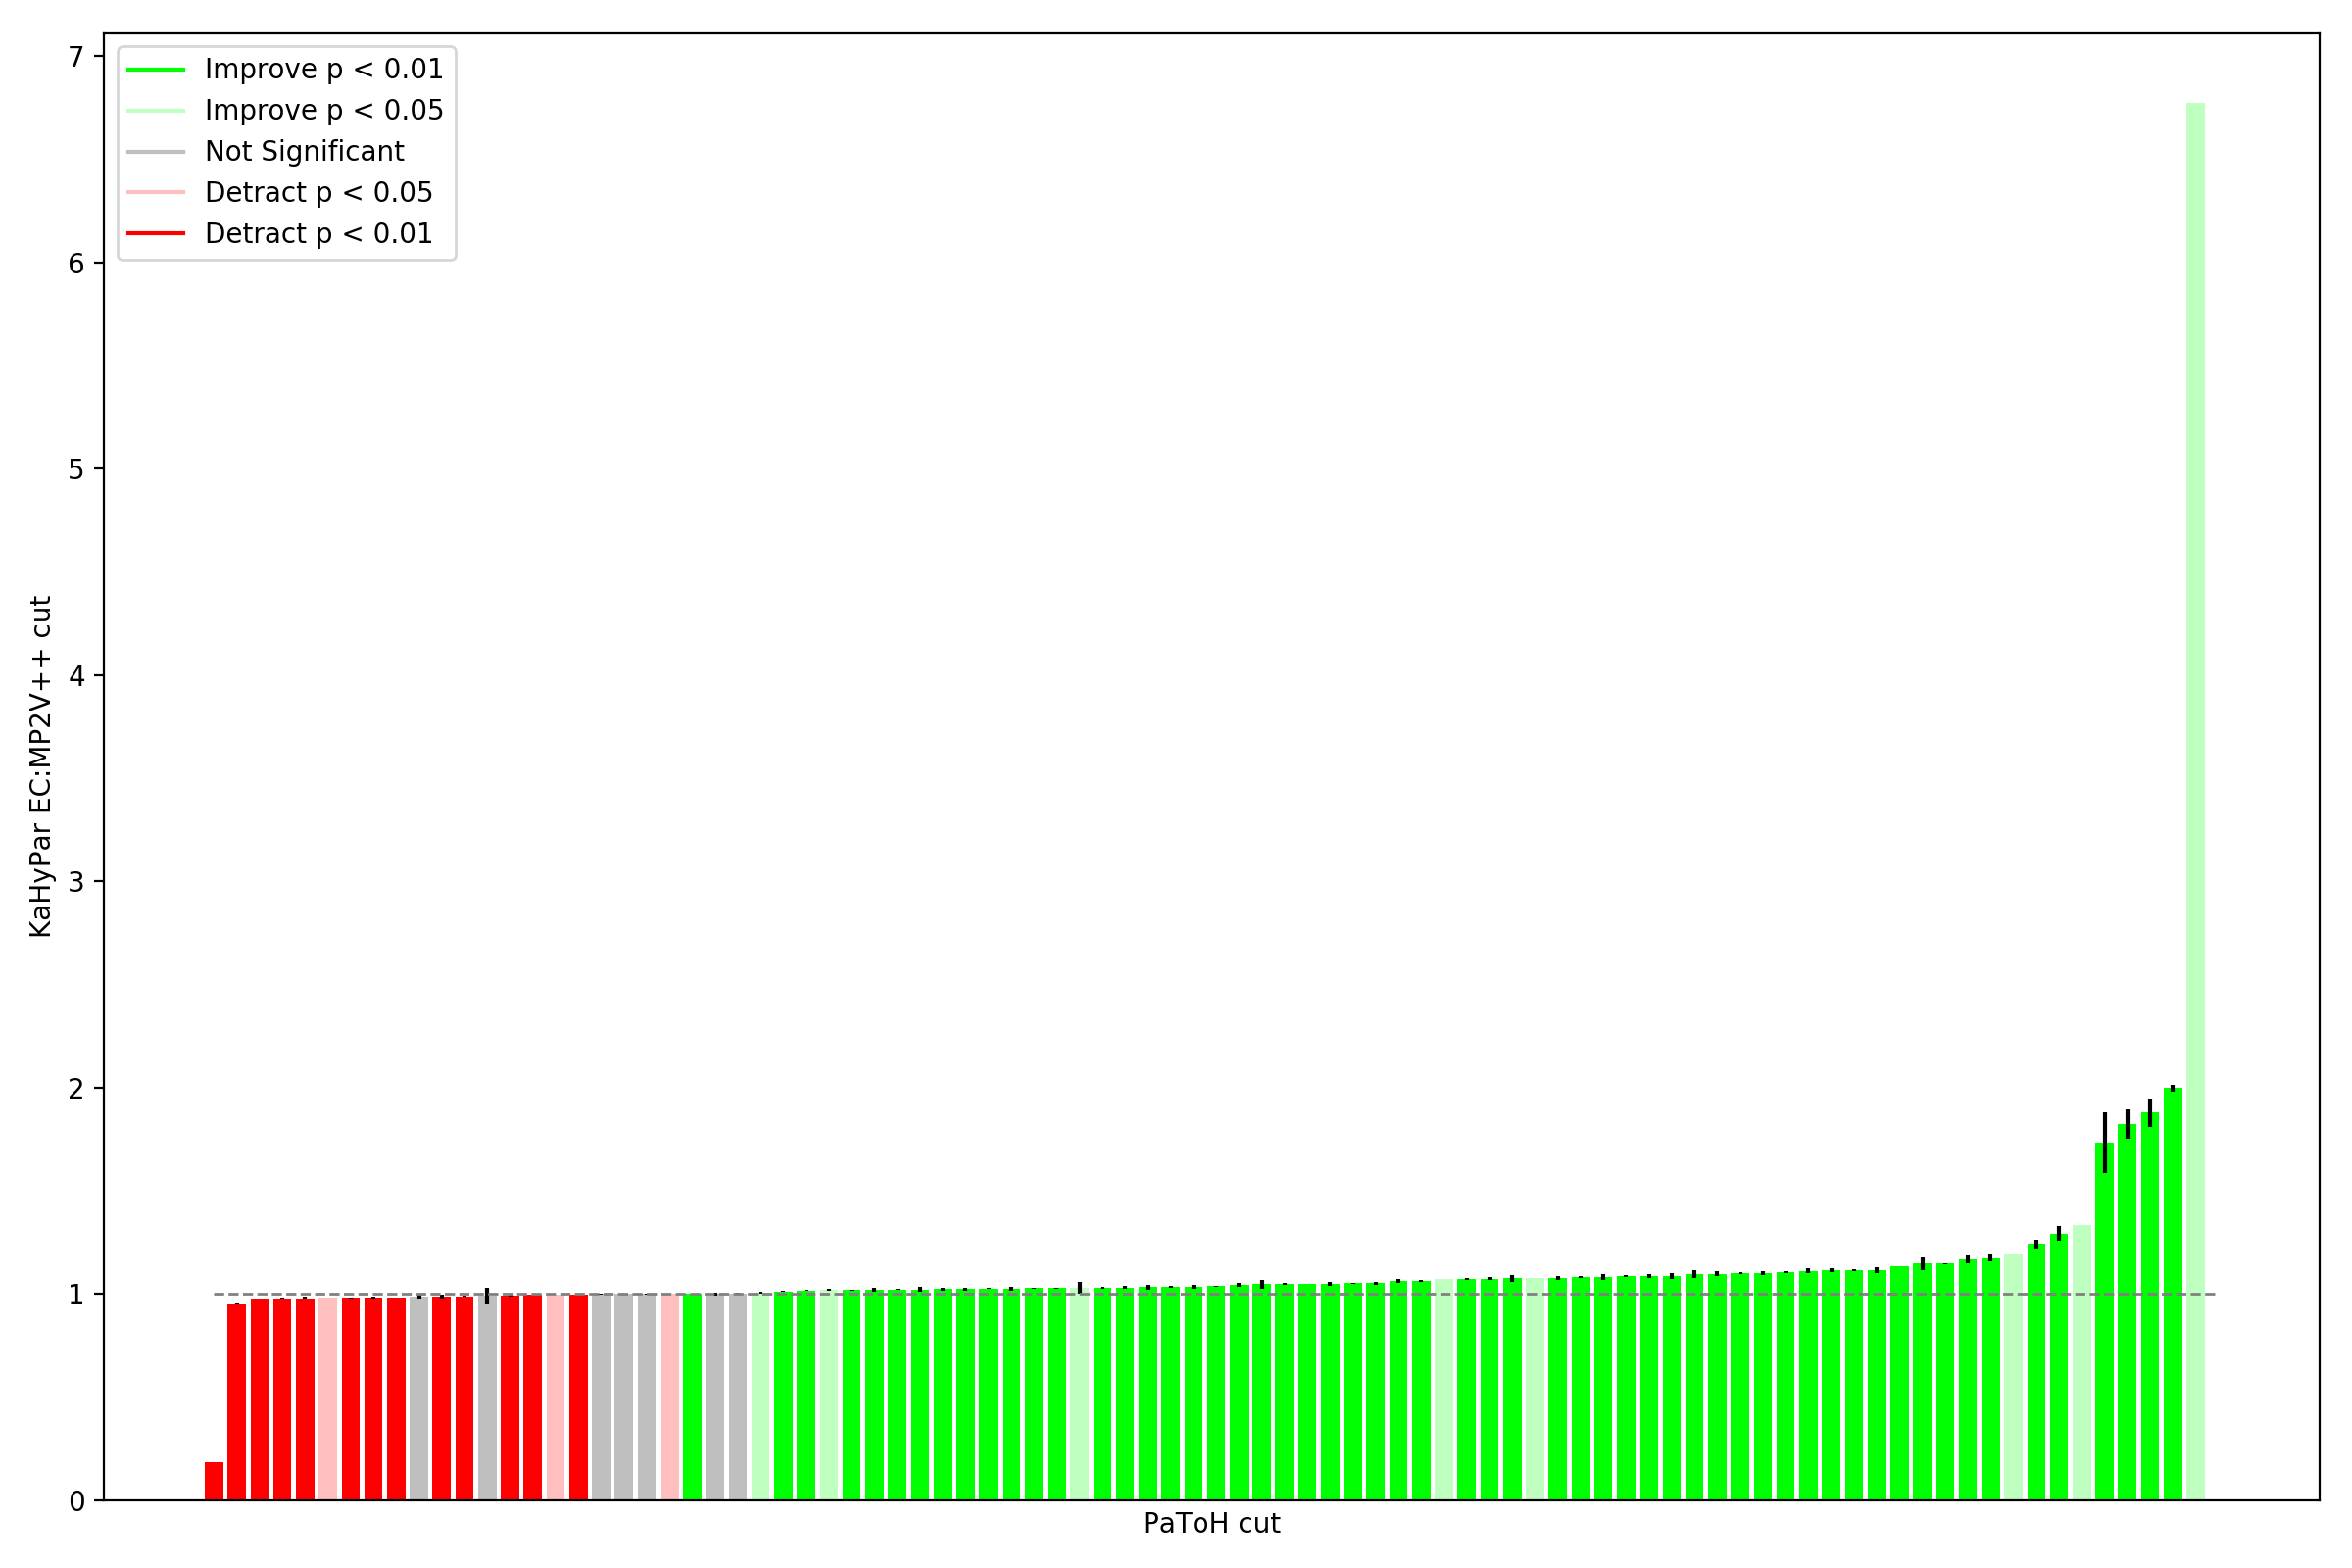 7
6
5
4
3
2
1
0
KaHyPar EC:MP2V++ cut
Improve p < 0.01
Improve p < 0.05
Not Significant
Detract p < 0.05
Detract p < 0.01
PaToH cut